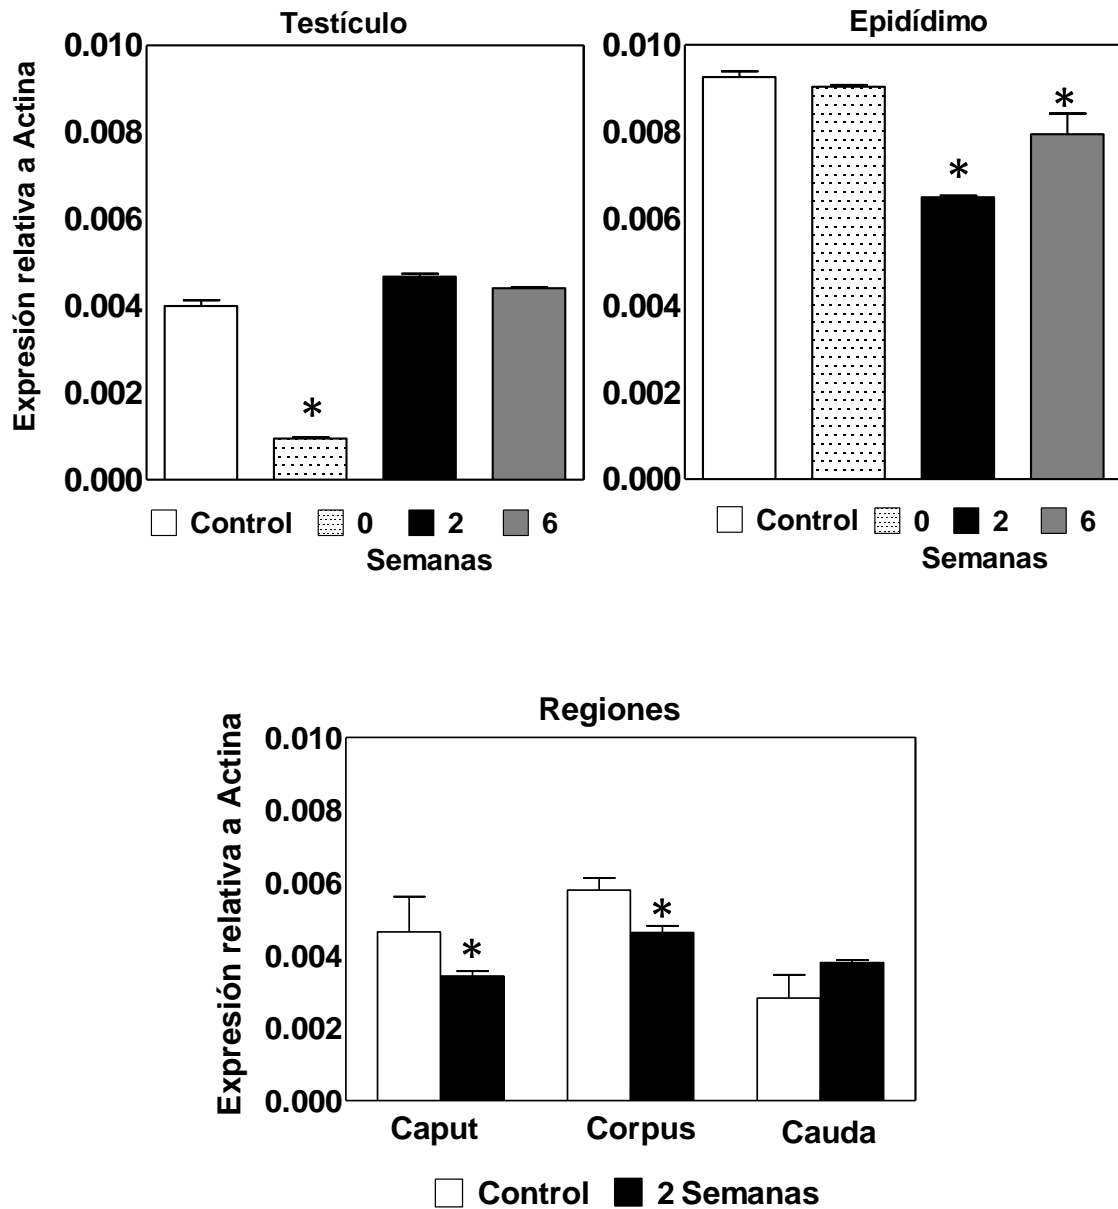 Testículo
Expresión relativa a Actina
0.010
0.008
0.006
0.004
0.002
0.000
*
Control 0 2 6
Semanas
Epidídimo
0.010
0.008
0.006
0.004
0.002
0.000
*
*
Control 0 2 6
Semanas
Regiones
Expresión relativa a Actina
0.010
0.008
0.006
0.004
0.002
0.000
*
*
Caput Corpus Cauda
Control 2 Semanas